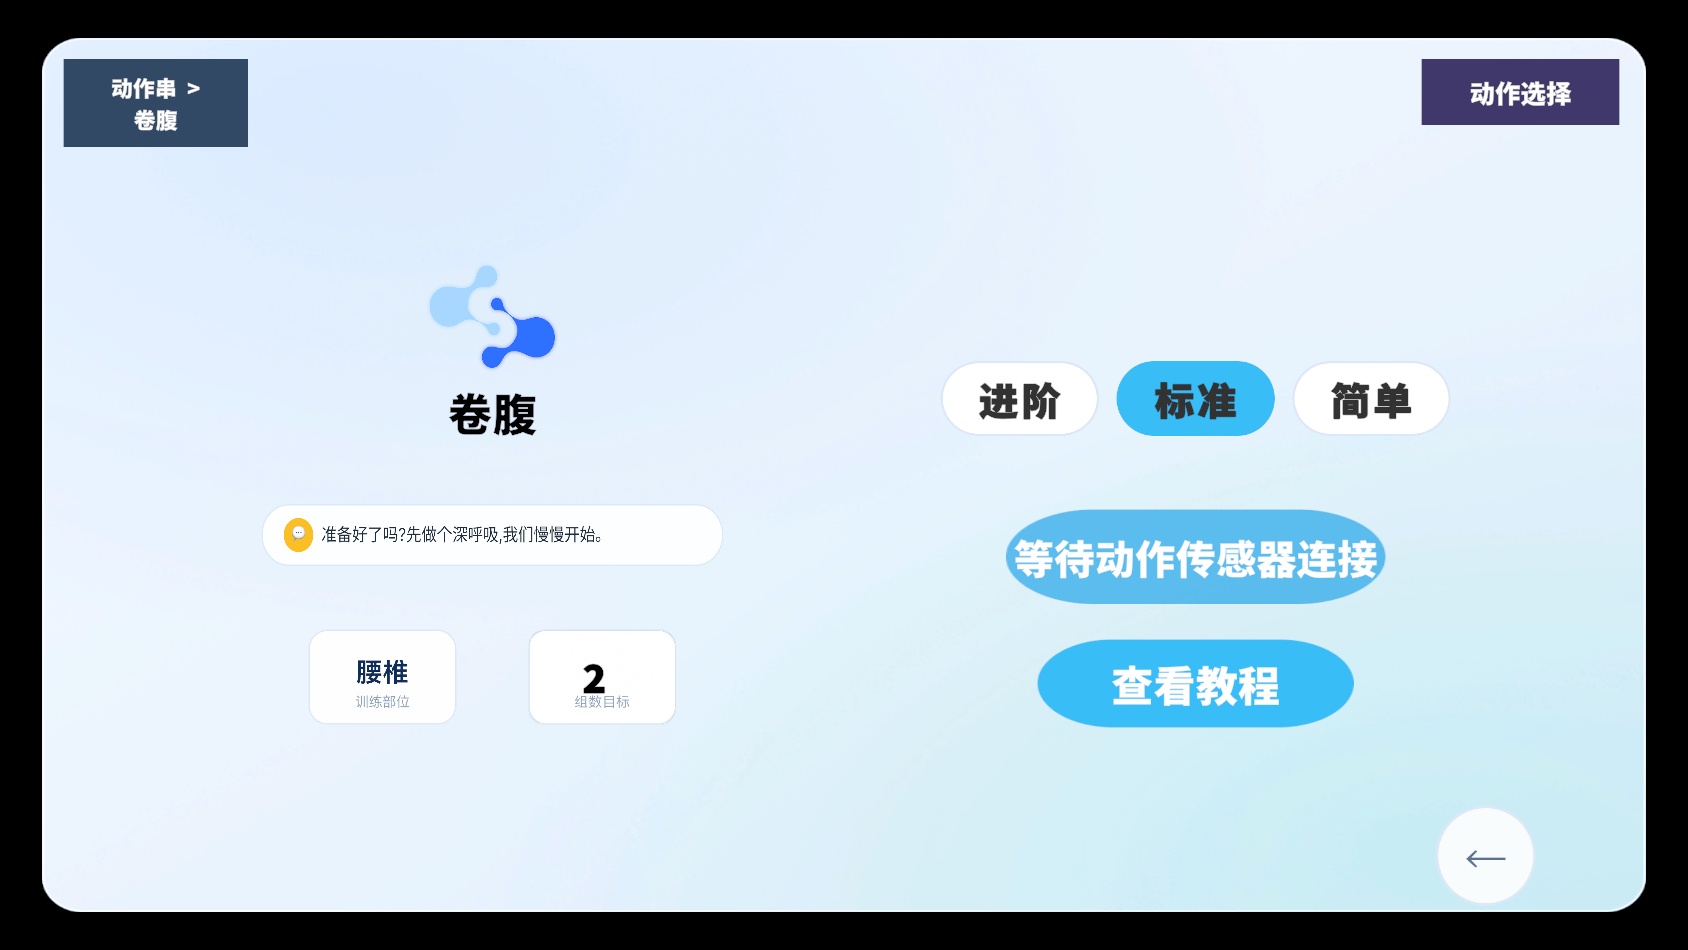 动作串 >
卷腹
动作选择
卷腹
准备好了吗?先做个深呼吸,我们慢慢开始。
腰椎
训练部位
2
组数目标
进阶
标准
简单
等待动作传感器连接
查看教程
←